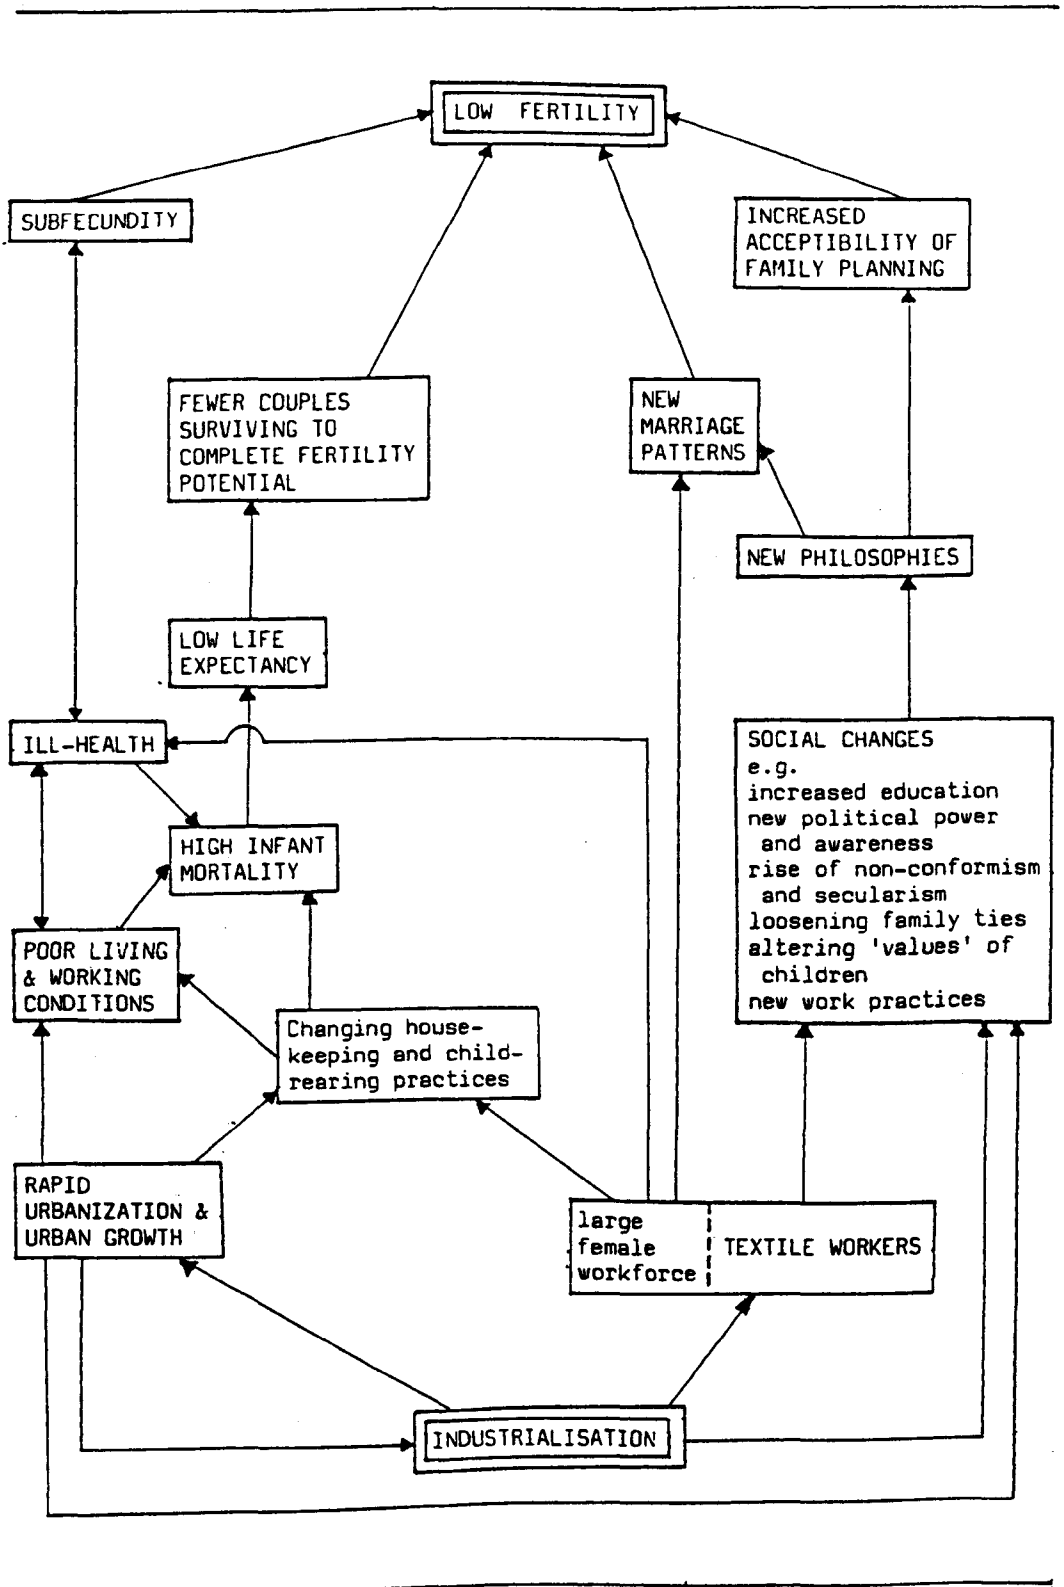 LOW FERTILITY
SUBFECUNDITY
INCREASED
ACCEPTIBILITY OF
FAMILY PLANNING
FEWER COUPLES
SURVIVING TO
COMPLETE FERTILITY
POTENTIAL
NEW
MARRIAGE
PATTERNS
NEW PHILOSOPHIES
LOW LIFE
EXPECTANCY
ILL-HEALTH
SOCIAL CHANGES
e.g.
increased education
new political power
and awareness
rise of non-conformism
and secularism
loosening family ties
altering 'values' of
children
new work practices
HIGH INFANT
MORTALITY
POOR LIVING
& WORKING
CONDITIONS
Changing house-
keeping and child-
rearing practices
RAPID
URBANIZATION &
URBAN GROWTH
large
female
workforce
TEXTILE WORKERS
INDUSTRIALISATION